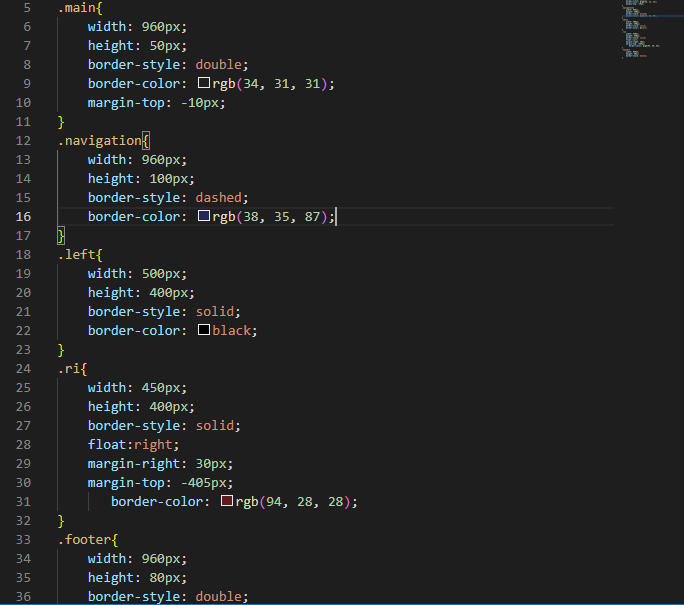 5 .main{
6 width: 960px;
7 height: 50px;
8 border-style: double;
9 border-color: rgb(34, 31, 31);
10 margin-top: -10px;
11 }
12 .navigation{
13 width: 960px;
14 height: 100px;
15 border-style: dashed;
16 border-color: rgb(38, 35, 87);
17 }
18 .left{
19 width: 500px;
20 height: 400px;
21 border-style: solid;
22 border-color: black;
23 }
24 .ri{
25 width: 450px;
26 height: 400px;
27 border-style: solid;
28 float:right;
29 margin-right: 30px;
30 margin-top: -405px;
31 border-color: rgb(94, 28, 28);
32 }
33 .footer{
34 width: 960px;
35 height: 80px;
36 border-style: double;